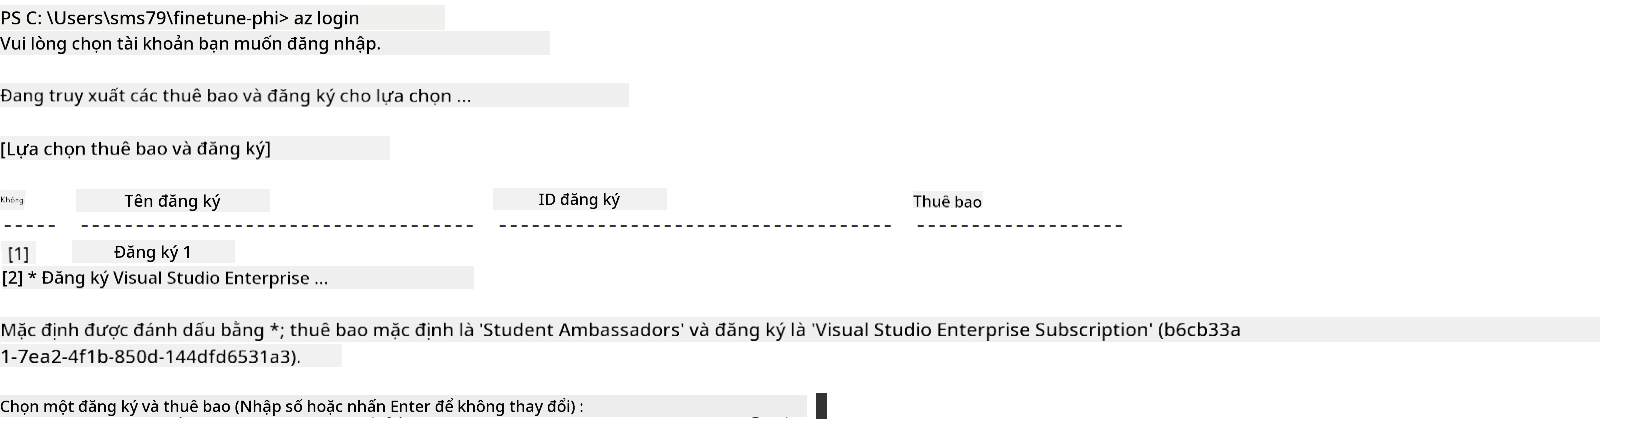 PS C: \Users\sms79\finetune-phi> az login
Vui lòng chọn tài khoản bạn muốn đăng nhập.
Đang truy xuất các thuê bao và đăng ký cho lựa chọn ...
[Lựa chọn thuê bao và đăng ký]
Không Tên đăng ký ID đăng ký Thuê bao
----- --------------------------------- --------------------------------- ------------------
[1] Đăng ký 1
[2] * Đăng ký Visual Studio Enterprise ...
Mặc định được đánh dấu bằng *; thuê bao mặc định là 'Student Ambassadors' và đăng ký là 'Visual Studio Enterprise Subscription' (b6cb33a
1-7ea2-4f1b-850d-144dfd6531a3).
Chọn một đăng ký và thuê bao (Nhập số hoặc nhấn Enter để không thay đổi) :